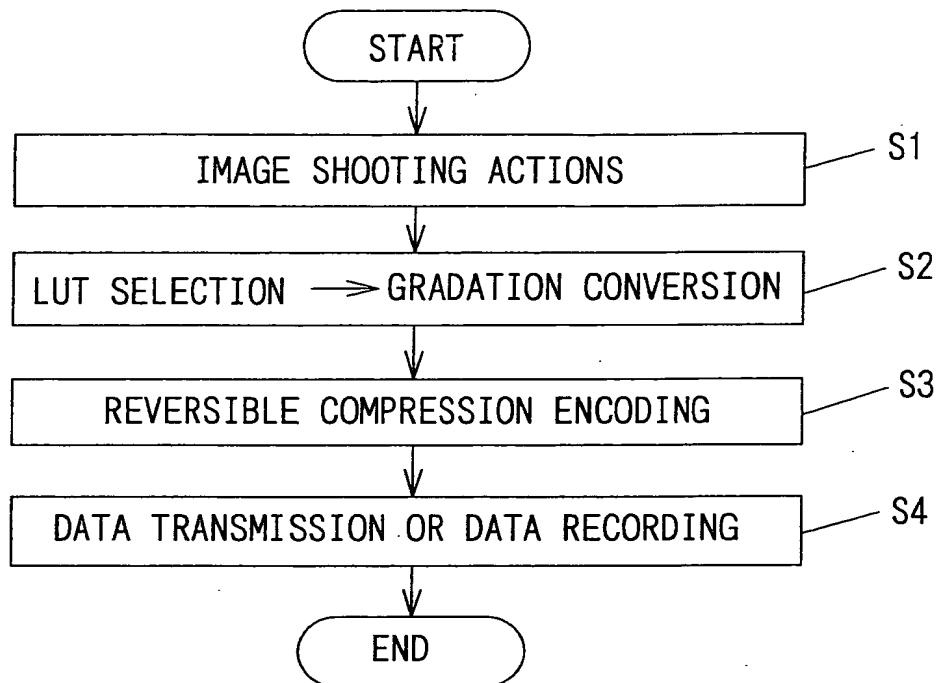 START
IMAGE SHOOTING ACTIONS
S1
LUT SELECTION → GRADATION CONVERSION
S2
REVERSIBLE COMPRESSION ENCODING
S3
DATA TRANSMISSION OR DATA RECORDING
S4
END